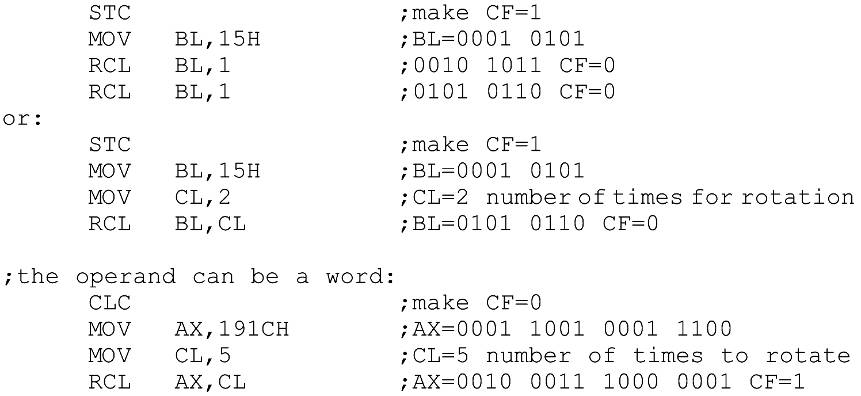 STC ;make CF=1
MOV BL,15H ;BL=0001 0101
RCL BL,1 ;0010 1011 CF=0
RCL BL,1 ;0101 0110 CF=0
or:
STC ;make CF=1
MOV BL,15H ;BL=0001 0101
MOV CL,2 ;CL=2 number of times for rotation
RCL BL,CL ;BL=0101 0110 CF=0
;the operand can be a word:
CLC ;make CF=0
MOV AX,191CH ;AX=0001 1001 0001 1100
MOV CL,5 ;CL=5 number of times to rotate
RCL AX,CL ;AX=0010 0011 1000 0001 CF=1